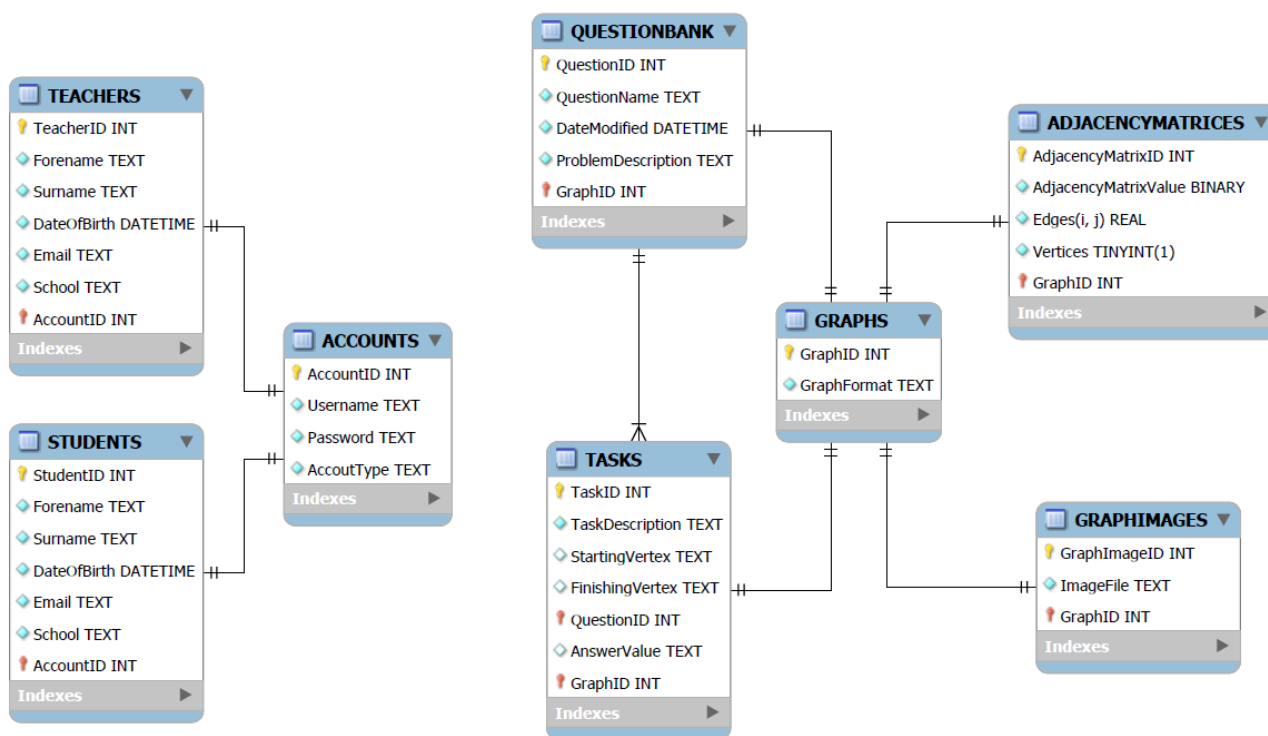 TEACHERS
TeacherID INT
Forename TEXT
Surname TEXT
DateOfBirth DATETIME
Email TEXT
School TEXT
AccountID INT
Indexes
STUDENTS
StudentID INT
Forename TEXT
Surname TEXT
DateOfBirth DATETIME
Email TEXT
School TEXT
AccountID INT
Indexes
ACCOUNTS
AccountID INT
Username TEXT
Password TEXT
AccoutType TEXT
Indexes
QUESTIONBANK
QuestionID INT
QuestionName TEXT
DateModified DATETIME
ProblemDescription TEXT
GraphID INT
Indexes
TASKS
TaskID INT
TaskDescription TEXT
StartingVertex TEXT
FinishingVertex TEXT
QuestionID INT
AnswerValue TEXT
GraphID INT
Indexes
GRAPHS
GraphID INT
GraphFormat TEXT
Indexes
ADJACENCYMATRICES
AdjacencyMatrixID INT
AdjacencyMatrixValue BINARY
Edges(i, j) REAL
Vertices TINYINT(1)
GraphID INT
Indexes
GRAPHIMAGES
GraphImageID INT
ImageFile TEXT
GraphID INT
Indexes